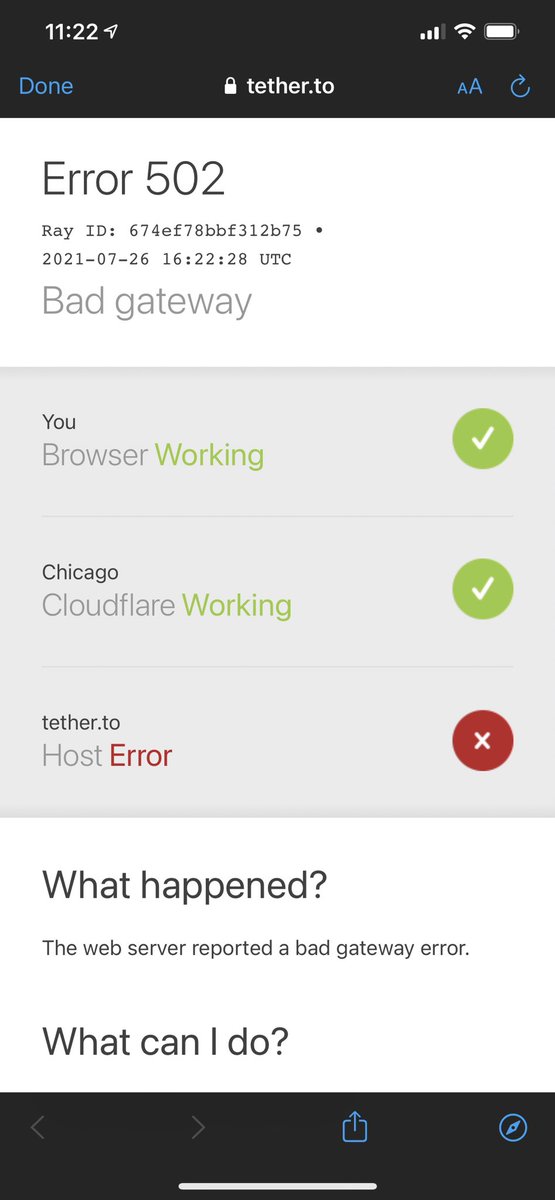 11:22
Done
tether.to
AA
Error 502
Ray ID: 674ef78bbf312b75 •
2021-07-26 16:22:28 UTC
Bad gateway
You
Browser Working
Chicago
Cloudflare Working
tether.to
Host Error
What happened?
The web server reported a bad gateway error.
What can I do?